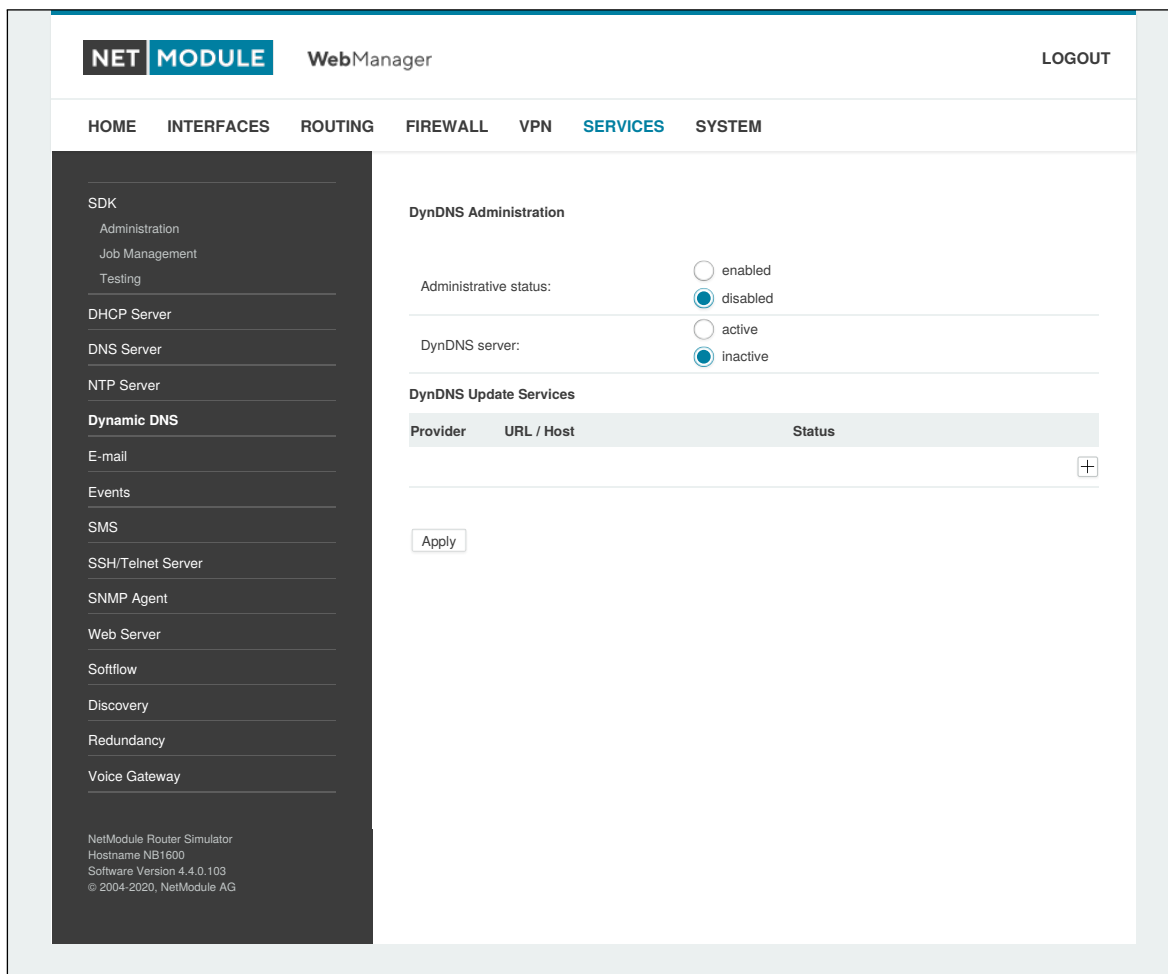 NET MODULE WebManager LOGOUT
HOME INTERFACES ROUTING FIREWALL VPN SERVICES SYSTEM
SDK
Administration
Job Management
Testing
DHCP Server
DNS Server
NTP Server
Dynamic DNS
E-mail
Events
SMS
SSH/Telnet Server
SNMP Agent
Web Server
Softflow
Discovery
Redundancy
Voice Gateway
NetModule Router Simulator
Hostname NB1600
Software Version 4.4.0.103
© 2004-2020, NetModule AG
DynDNS Administration
Administrative status:
enabled
disabled
DynDNS server:
active
inactive
DynDNS Update Services
Provider URL / Host Status
Apply